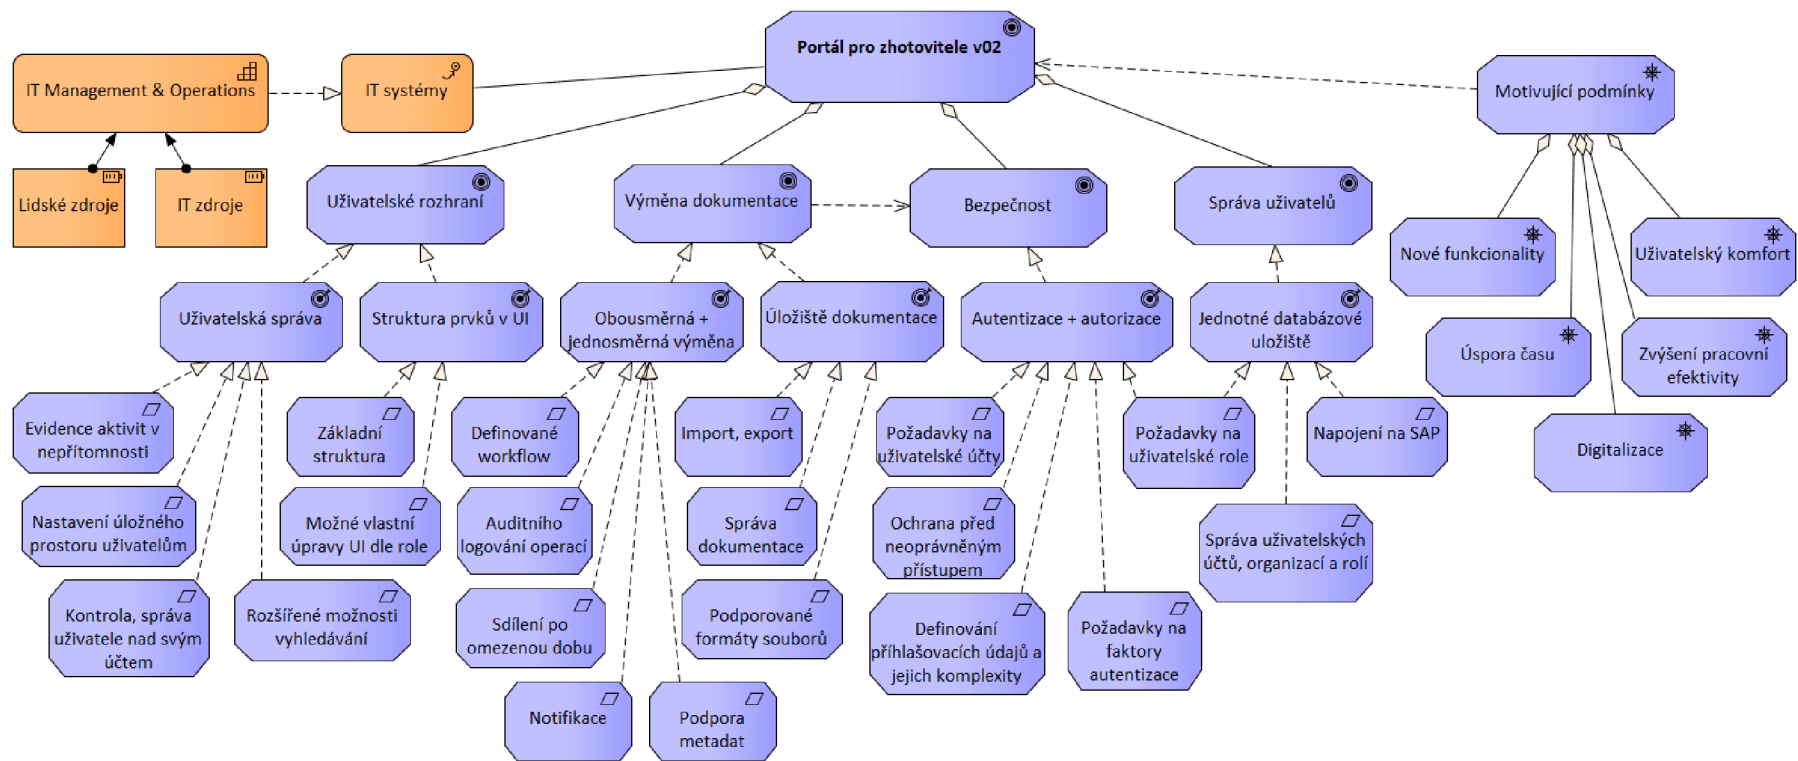 Portál pro zhotovitele v02
IT Management & Operations
IT systémy
Motivující podmínky
Lidské zdroje
IT zdroje
Uživatelské rozhraní
Výměna dokumentace
Bezpečnost
Správa uživatelů
Nové funkcionality
Uživatelský komfort
Uživatelská správa
Struktura prvků v UI
Obousměrná +
jednosměrná výměna
Úložiště dokumentace
Autentizace + autorizace
Jednotné databázové
uložiště
Úspora času
Zvýšení pracovní
efektivity
Evidence aktivit v
nepřítomnosti
Základní
struktura
Definované
workflow
Import, export
Požadavky na
uživatelské účty
Požadavky na
uživatelské role
Napojení na SAP
Digitalizace
Nastavení úložného
prostoru uživatelům
Možné vlastní
úpravy UI dle role
Auditního
logování operací
Správa
dokumentace
Ochrana před
neoprávněným
přístupem
Správa uživatelských
účtů, organizací a rolí
Kontrola, správa
uživatele nad svým
účtem
Rozšířené možnosti
vyhledávání
Sdílení po
omezenou dobu
Podporované
formáty souborů
Definování
příhlašovacích údajů a
jejich komplexity
Požadavky na
faktory
autentizace
Notifikace
Podpora
metadat